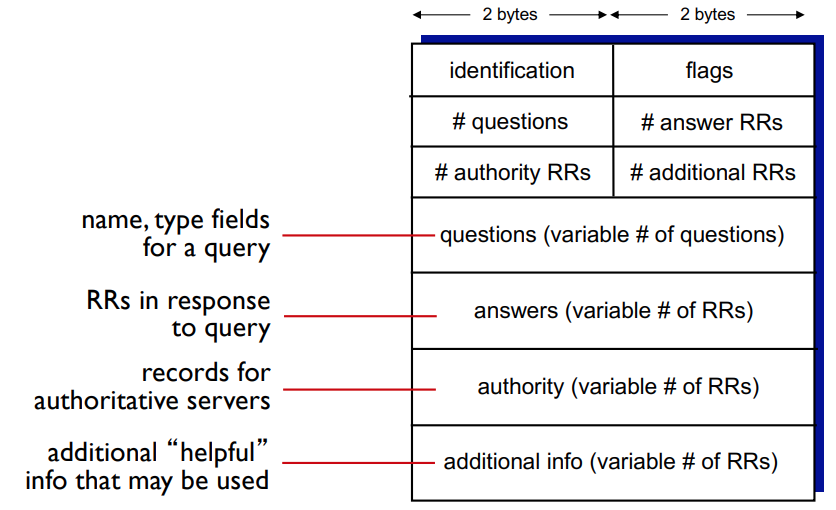 2 bytes 2 bytes
identification flags
# questions # answer RRs
# authority RRs # additional RRs
name, type fields
for a query
questions (variable # of questions)
RRs in response
to query
answers (variable # of RRs)
records for
authoritative servers
authority (variable # of RRs)
additional “helpful”
info that may be used
additional info (variable # of RRs)